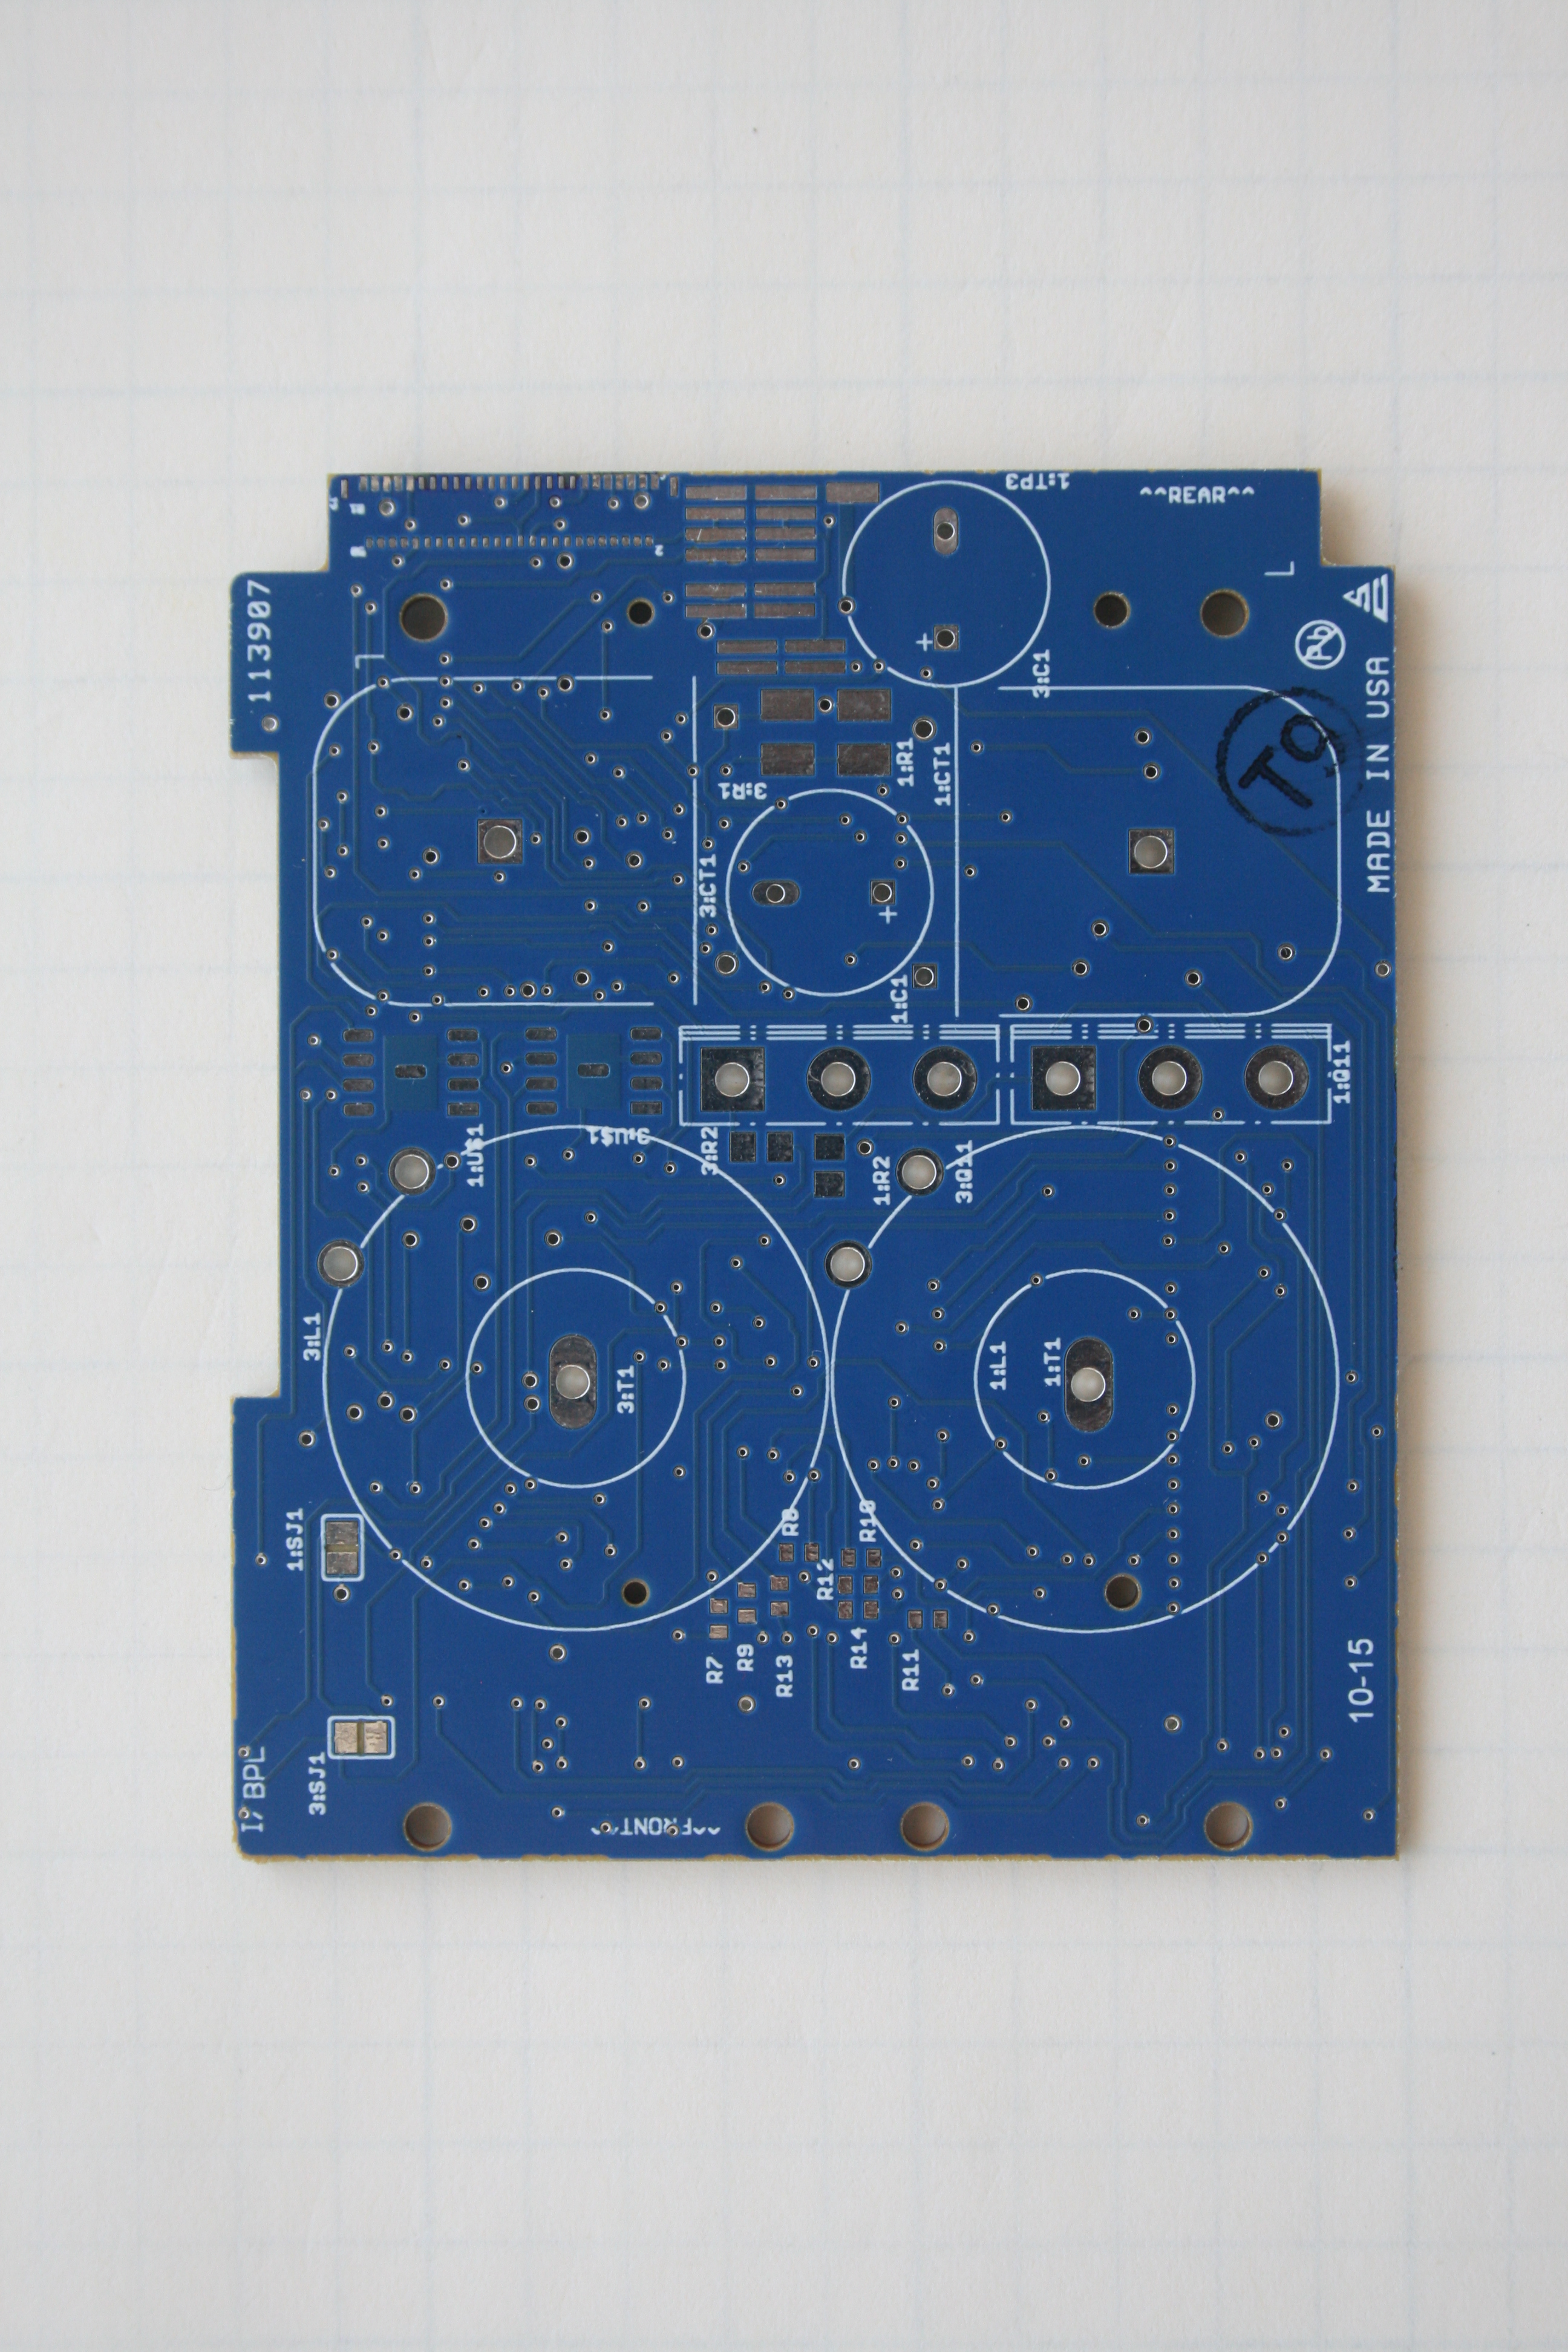 1:TP3
^^REAR^^
2
113907
Pb
+
3:C1
MADE IN USA
T9
1:R1
3:R1
1:CT1
3:CT1
+
1:C1
1:Q11
3:R2
3:U$1
1:U$1
1:R2
3:Q11
3:L1
3:T1
1:L1
1:T1
1:SJ1
R8
R10
R12
R7
R9
R13
R14
R11
10-15
I/ BPL
3:SJ1
^^FRONT^^